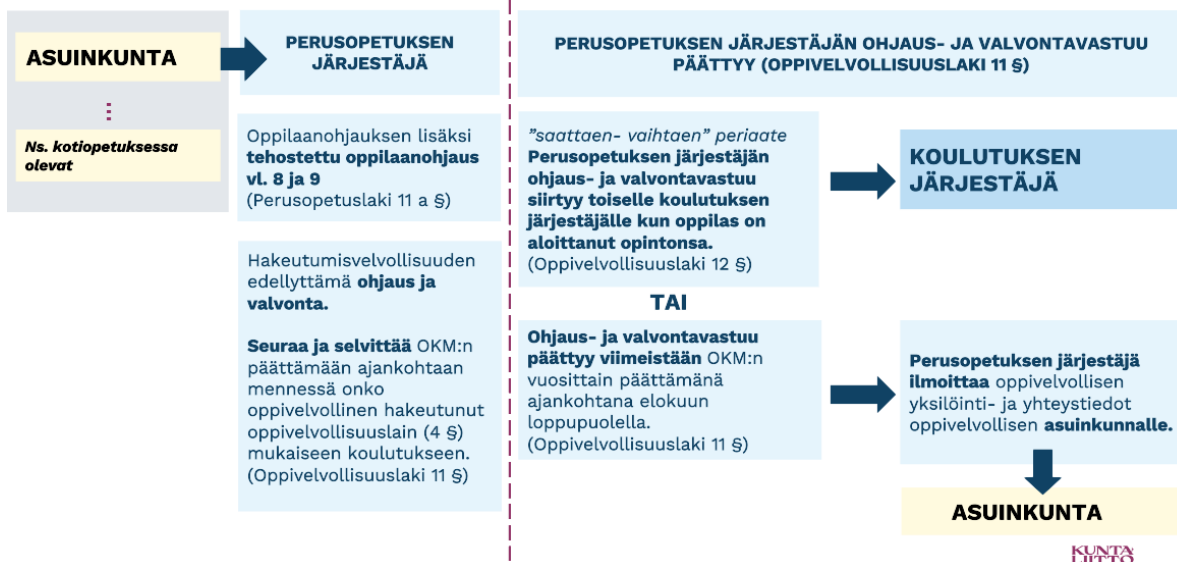 ASUINKUNTA
Ns. kotiopetuksessa
olevat
PERUSOPETUKSEN
JÄRJESTÄJÄ
Oppilaanohjauksen lisäksi
tehostettu oppilaanohjaus
vl. 8 ja 9
(Perusopetuslaki 11 a §)
Hakeutumisvelvollisuuden
edellyttämä ohjaus ja
valvonta.
Seuraa ja selvittää OKM:n
päättämään ajankohtaan
mennessä onko
oppivelvollinen hakeutunut
oppivelvollisuuslain (4 §)
mukaiseen koulutukseen.
(Oppivelvollisuuslaki 11 §)
PERUSOPETUKSEN JÄRJESTÄJÄN OHJAUS- JA VALVONTAVASTUU
PÄÄTTYY (OPPIVELVOLLISUUSLAKI 11 §)
”saattaen- vaihtaen” periaate
Perusopetuksen järjestäjän
ohjaus- ja valvontavastuu
siirtyy toiselle koulutuksen
järjestäjälle kun oppilas on
aloittanut opintonsa.
(Oppivelvollisuuslaki 12 §)
KOULUTUKSEN
JÄRJESTÄJÄ
TAI
Ohjaus- ja valvontavastuu
päättyy viimeistään OKM:n
vuosittain päättämänä
ajankohtana elokuun
loppupuolella.
(Oppivelvollisuuslaki 11 §)
Perusopetuksen järjestäjä
ilmoittaa oppivelvollisen
yksilöinti- ja yhteystiedot
oppivelvollisen asuinkunnalle.
ASUINKUNTA
KUNTA
LIITTO